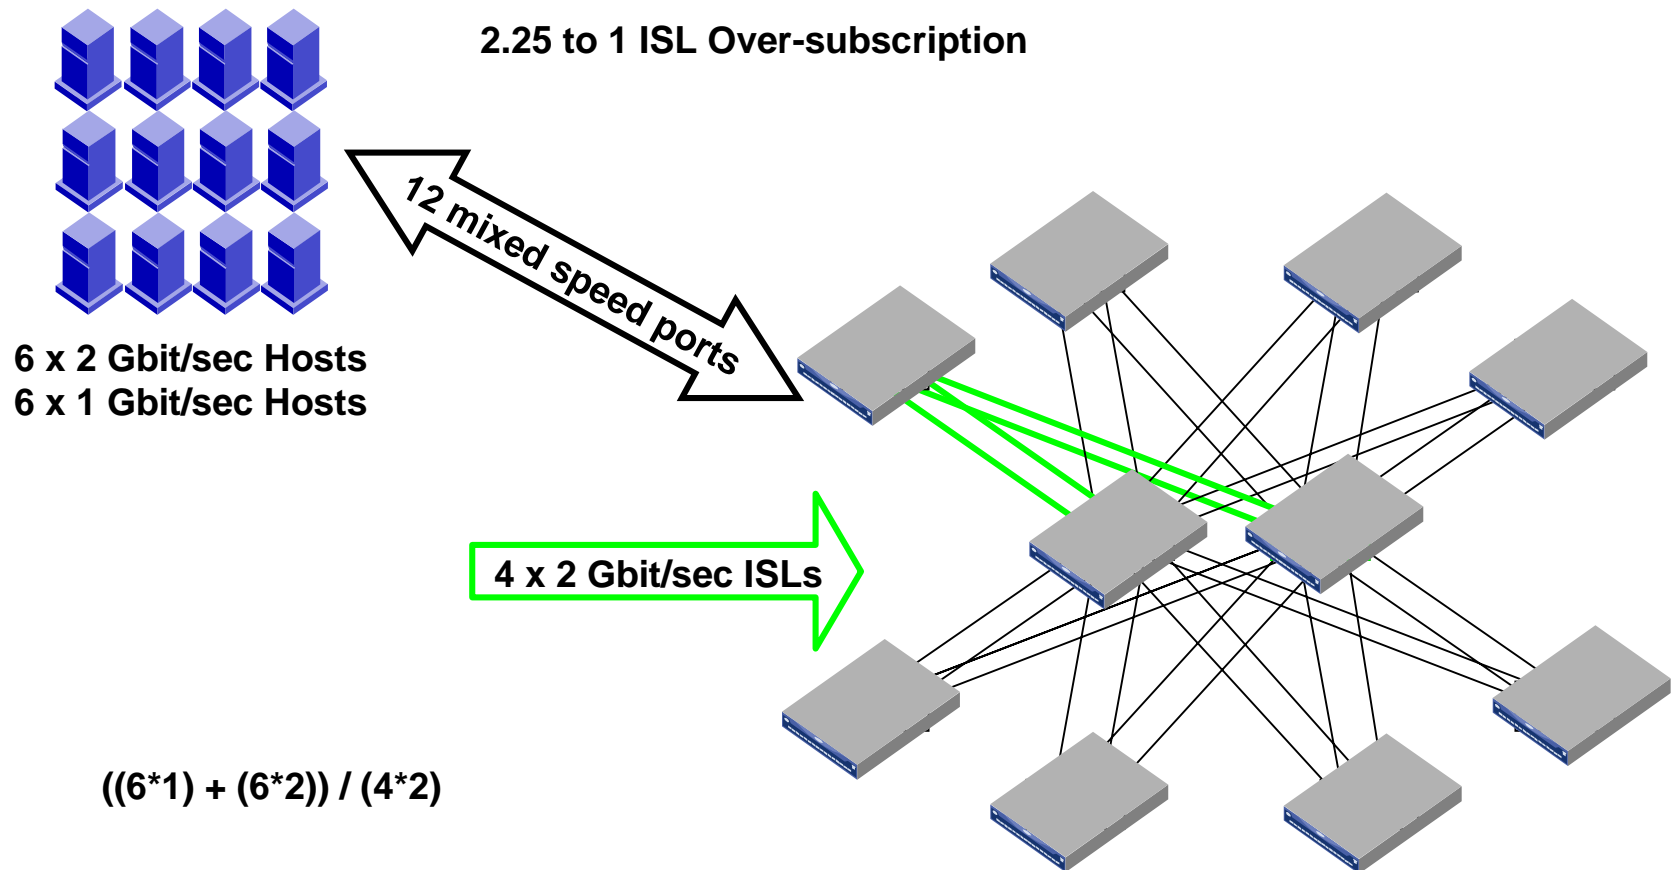 2.25 to 1 ISL Over-subscription
12 mixed speed ports
6 x 2 Gbit/sec Hosts
6 x 1 Gbit/sec Hosts
4 x 2 Gbit/sec ISLs
((6*1) + (6*2)) / (4*2)